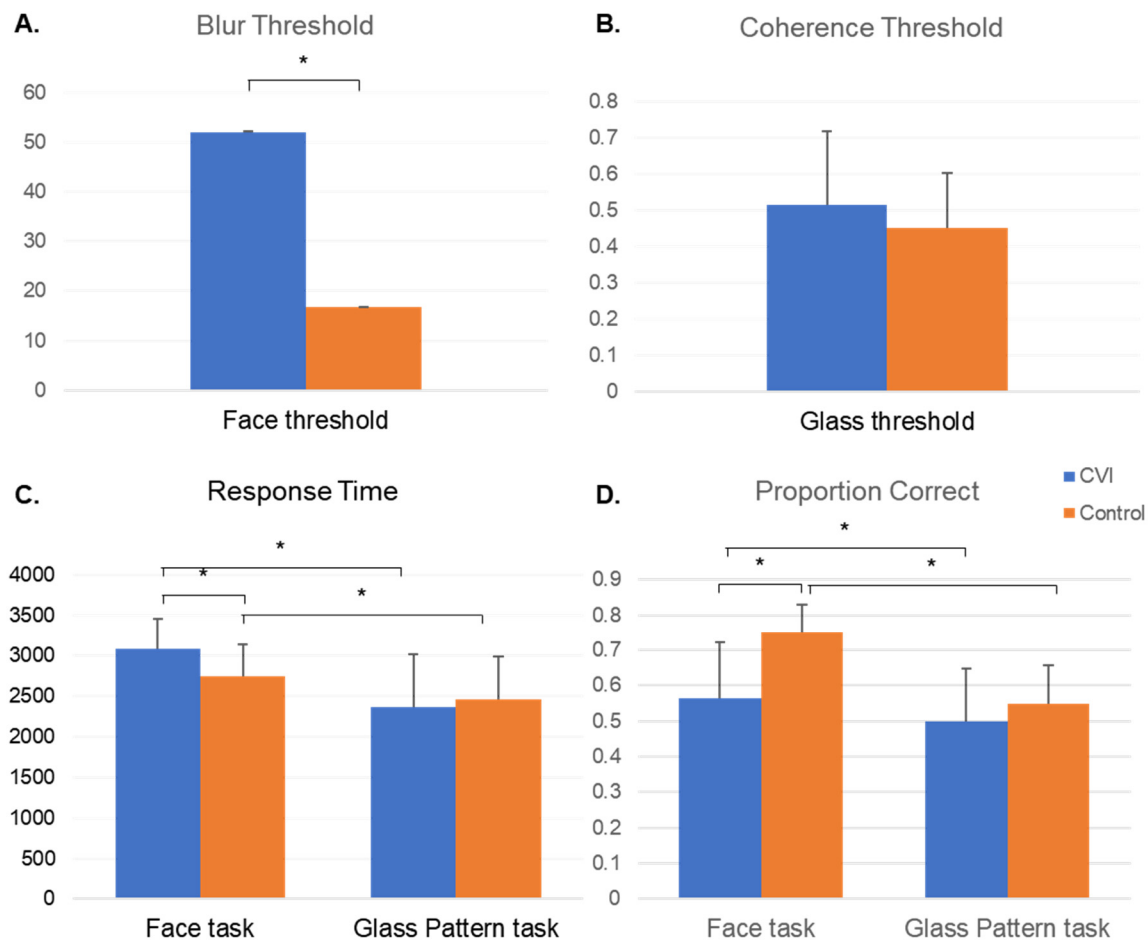 A.
Blur Threshold
*
60
50
40
30
20
10
0
Face threshold
B.
Coherence Threshold
0.8
0.7
0.6
0.5
0.4
0.3
0.2
0.1
0
Glass threshold
C.
Response Time
*
*
*
4000
3500
3000
2500
2000
1500
1000
500
0
Face task
Glass Pattern task
D.
Proportion Correct
CVI
Control
*
*
*
0.9
0.8
0.7
0.6
0.5
0.4
0.3
0.2
0.1
0
Face task
Glass Pattern task